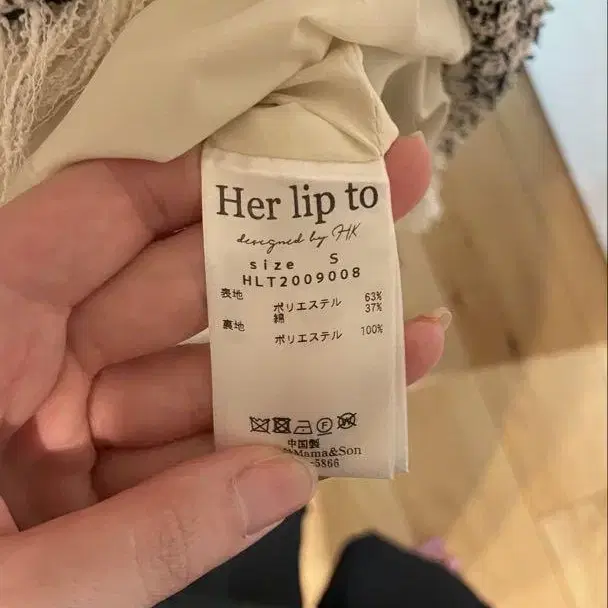 Her lip to
designed by HK
size S
HLT2009008
表地
ポリエステル 63%
綿 37%
裏地
ポリエステル 100%
中国製
Mama&Son
-5866